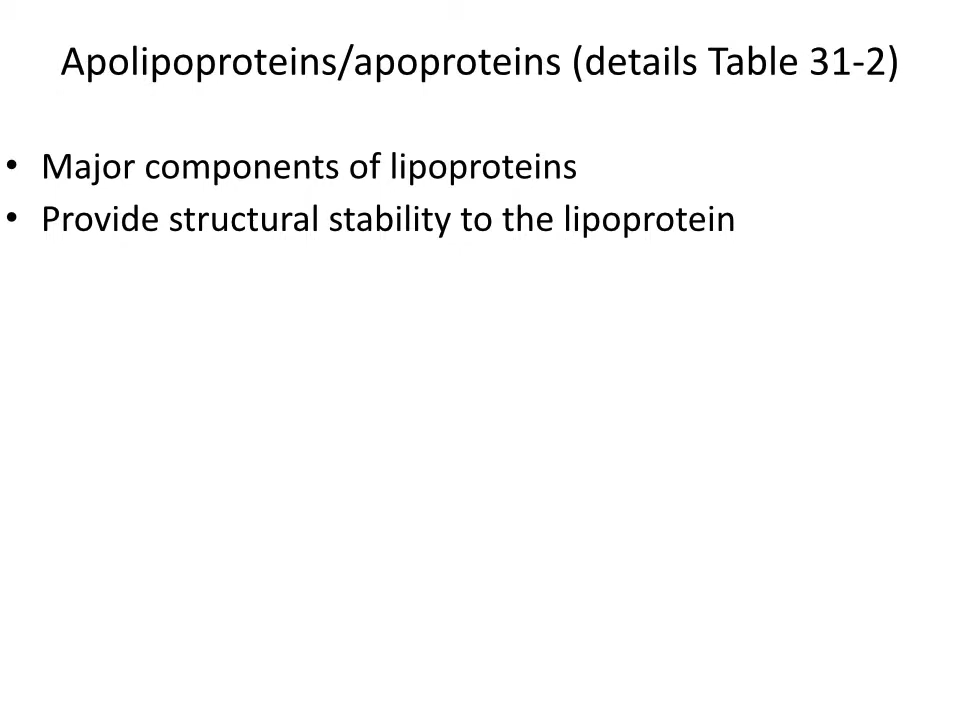 Apolipoproteins/apoproteins (details Table 31-2)
• Major components of lipoproteins
• Provide structural stability to the lipoprotein